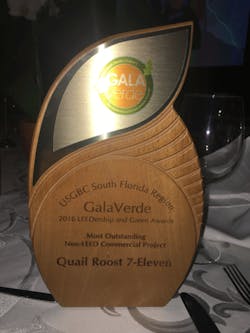 GALA
verde
USGBC South Florida Region
GalaVerde
2016 LEEDership and Green Awards
Most Outstanding
Non-LEED Commercial Project
Quail Roost 7-Eleven